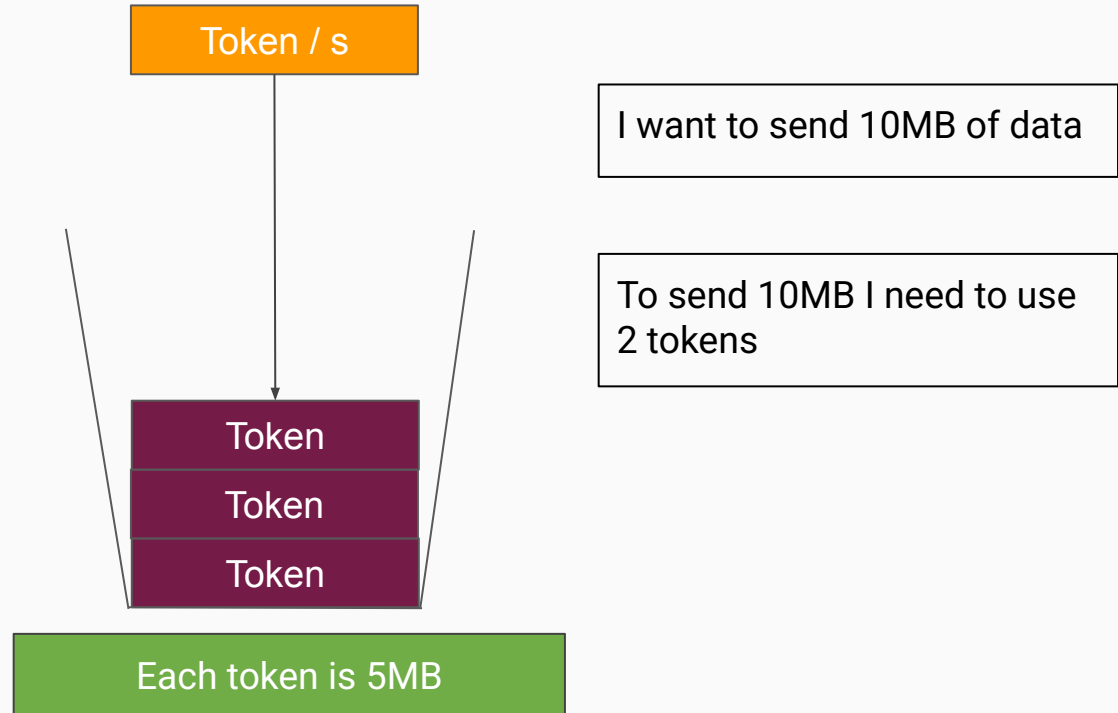 Token / s
I want to send 10MB of data
To send 10MB I need to use
2 tokens
Token
Token
Token
Each token is 5MB